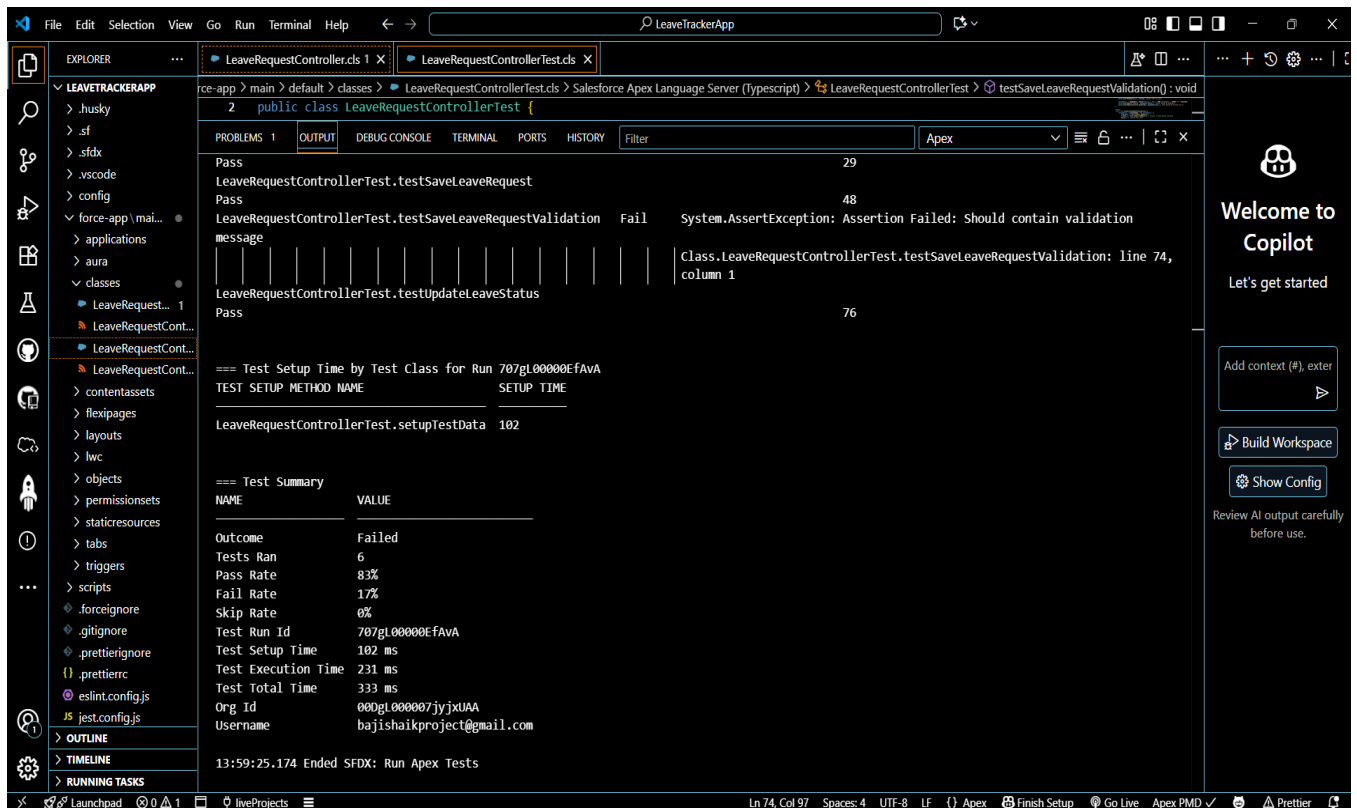 File Edit Selection View Go Run Terminal Help
LeaveTrackerApp
EXPLORER
LEAVETRACKERAPP
.husky
.sf
.sfdx
.vscode
config
force-app \ mai...
applications
aura
classes
LeaveRequest... 1
LeaveRequestCont...
LeaveRequestCont...
LeaveRequestCont...
contentassets
flexipages
layouts
lwc
objects
permissionsets
staticresources
tabs
triggers
scripts
.forceignore
.gitignore
.prettierignore
.prettierrc
eslint.config.js
JS jest.config.js
OUTLINE
TIMELINE
RUNNING TASKS
LeaveRequestController.cls 1
LeaveRequestControllerTest.cls
rce-app > main > default > classes > LeaveRequestControllerTest.cls > Salesforce Apex Language Server (Typescript) > LeaveRequestControllerTest > testSaveLeaveRequestValidation() : void
2 public class LeaveRequestControllerTest {
PROBLEMS 1 OUTPUT DEBUG CONSOLE TERMINAL PORTS HISTORY Filter Apex
Pass 29
LeaveRequestControllerTest.testSaveLeaveRequest
Pass 48
LeaveRequestControllerTest.testSaveLeaveRequestValidation Fail System.AssertException: Assertion Failed: Should contain validation
message
Class.LeaveRequestControllerTest.testSaveLeaveRequestValidation: line 74,
column 1
LeaveRequestControllerTest.testUpdateLeaveStatus
Pass 76
=== Test Setup Time by Test Class for Run 707gL00000EfAvA
TEST SETUP METHOD NAME SETUP TIME
LeaveRequestControllerTest.setupTestData 102
=== Test Summary
NAME VALUE
Outcome Failed
Tests Ran 6
Pass Rate 83%
Fail Rate 17%
Skip Rate 0%
Test Run Id 707gL00000EfAvA
Test Setup Time 102 ms
Test Execution Time 231 ms
Test Total Time 333 ms
Org Id 00DgL000007jyjxUAA
Username bajishaikproject@gmail.com
13:59:25.174 Ended SFDX: Run Apex Tests
Welcome to
Copilot
Let's get started
Add context (#), exter
Build Workspace
Show Config
Review AI output carefully
before use.
1
Launchpad 0 1 liveProjects Ln 74, Col 97 Spaces: 4 UTF-8 LF {} Apex Finish Setup Go Live Apex PMD Prettier